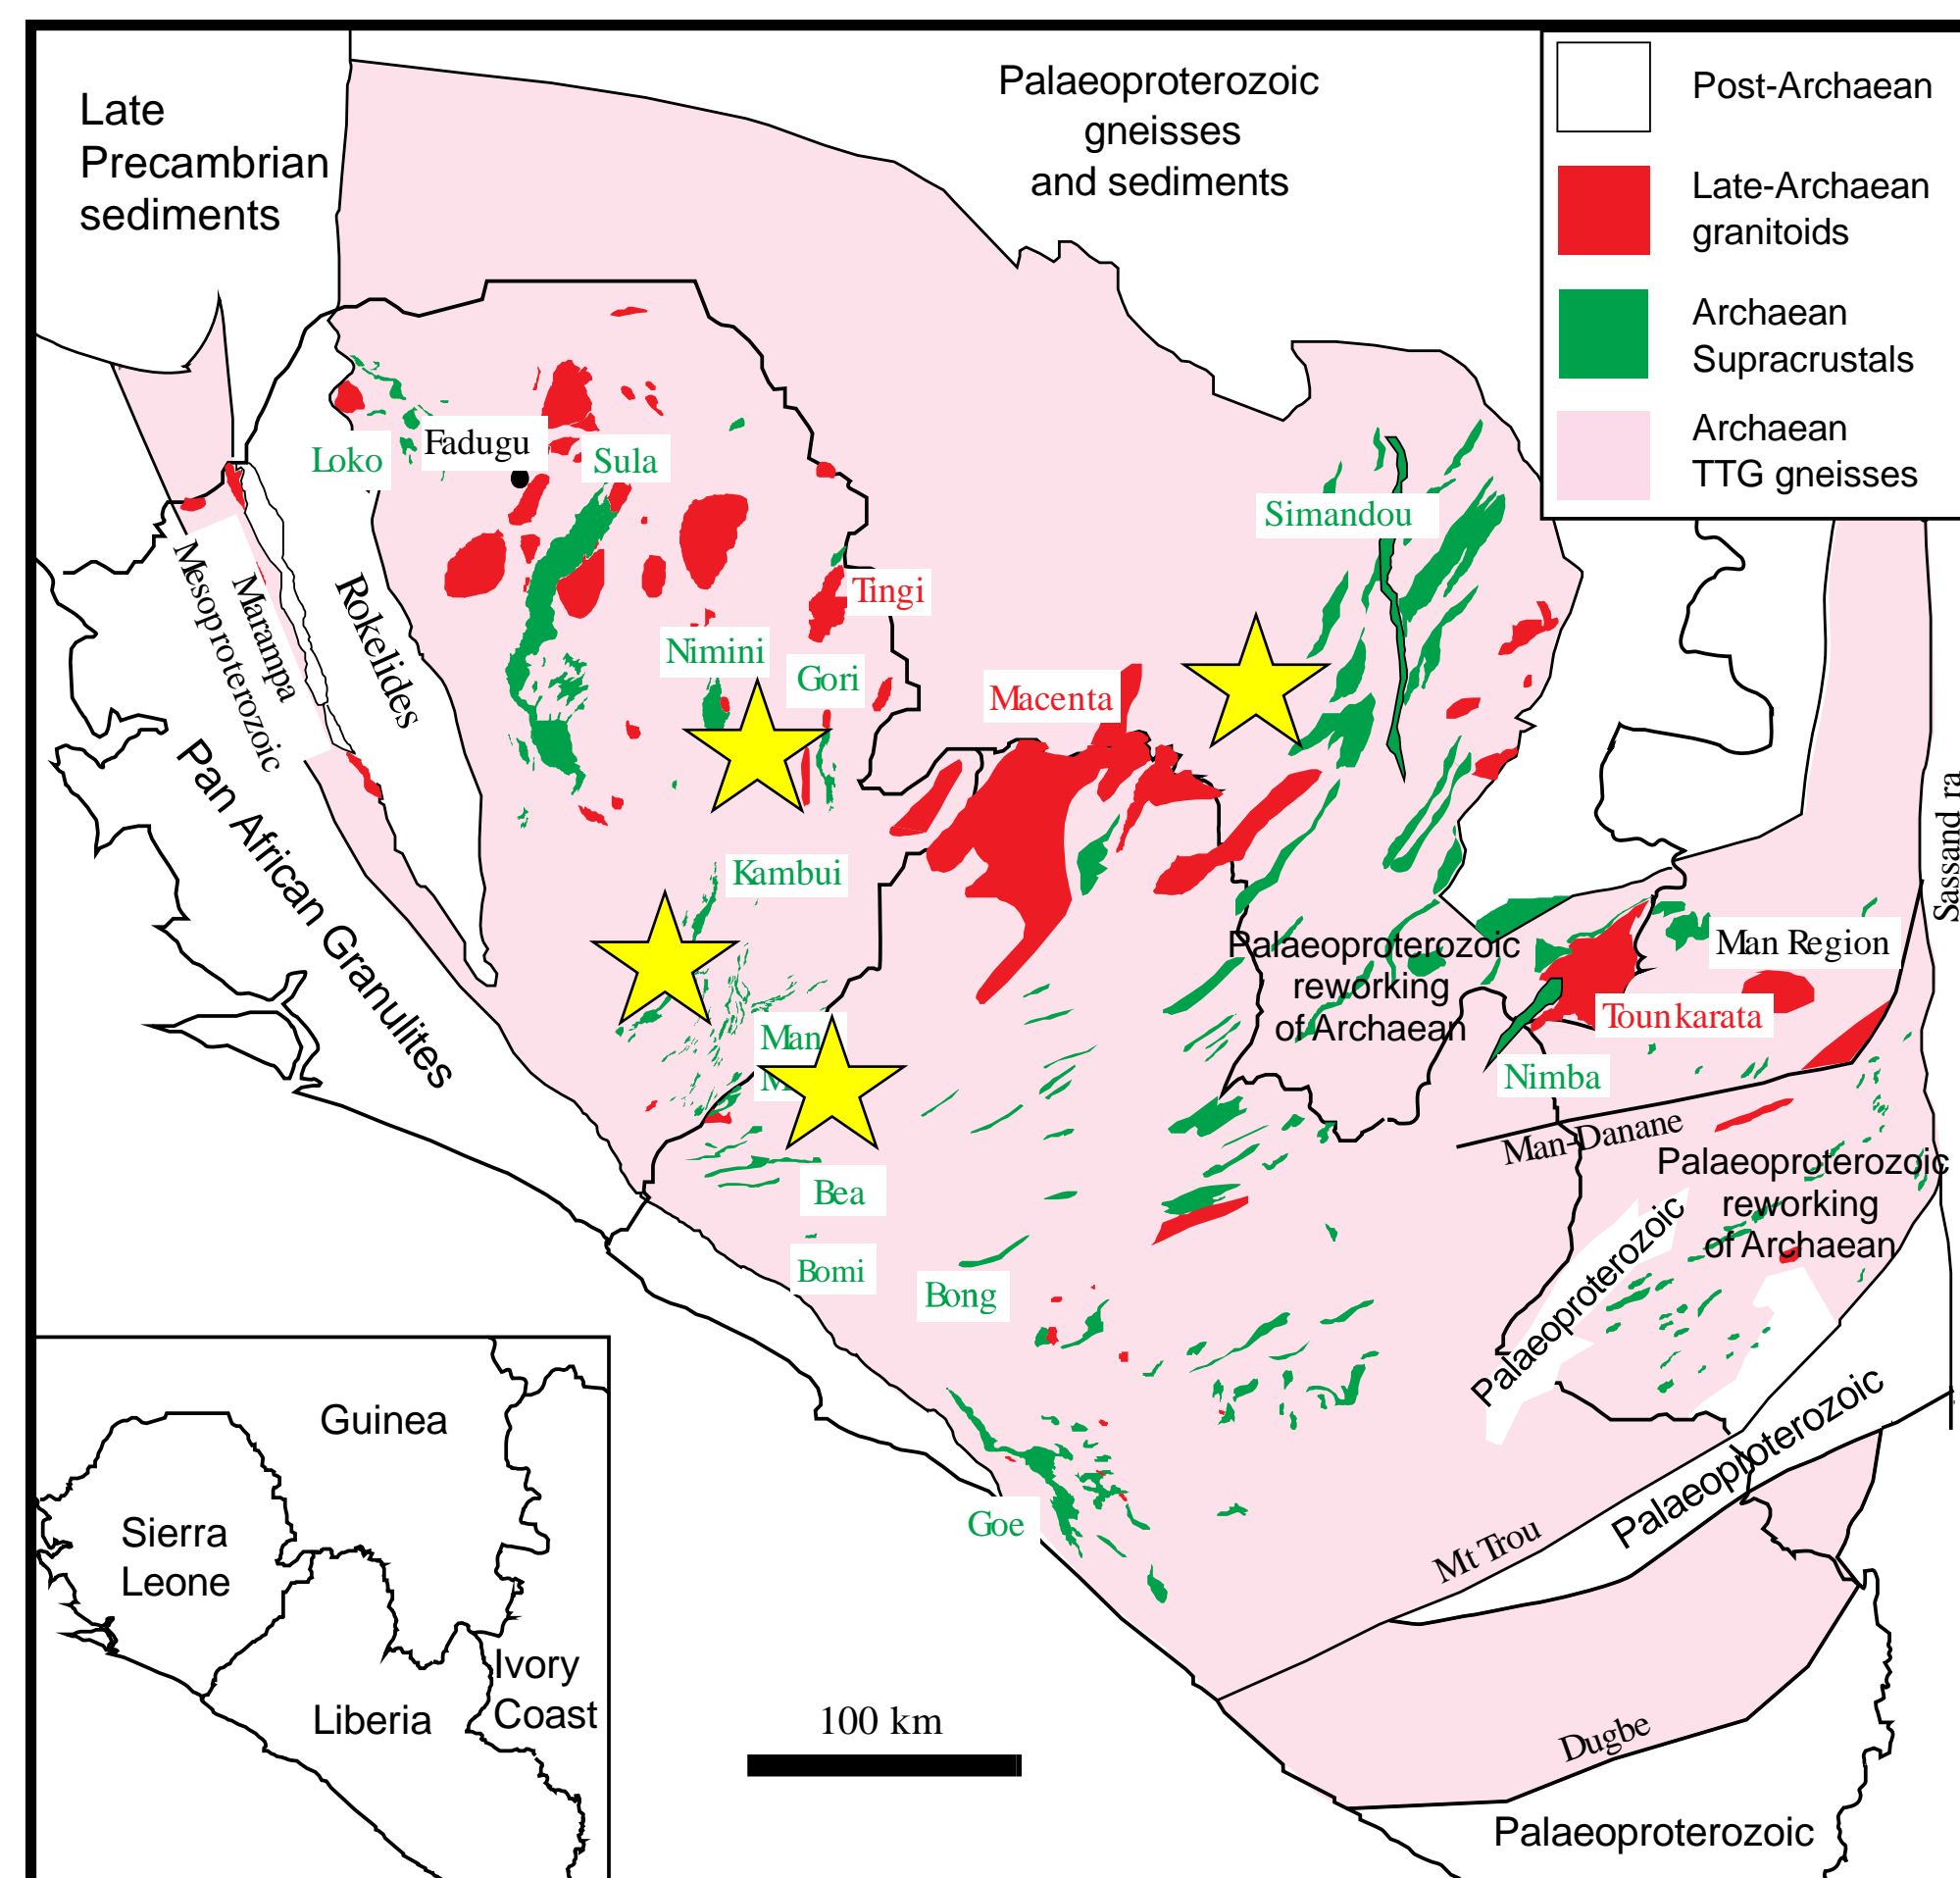 Late
Precambrian
sediments
Palaeoproterozoic
gneisses
and sediments
Post-Archaean
Late-Archaean
granitoids
Archaean
Supracrustals
Archaean
TTG gneisses
Loko
Fadugu
Sula
Simandou
Tingi
Nimini
Gori
Macenta
Mesoproterozoic
Marampa
Rokelides
Pan African Granulites
Kambui
Sassand ra
Palaeoproterozoic
reworking
of Archaean
Man Region
Tounkarata
Nimba
Man
M
Man-Danane
Palaeoproterozoic
reworking
of Archaean
Bea
Bomi
Bong
Palaeoproterozoic
Palaeoproterozoic
Goe
Mt Trou
Dugbe
Palaeoproterozoic
Guinea
Sierra
Leone
Liberia
Ivory
Coast
100 km